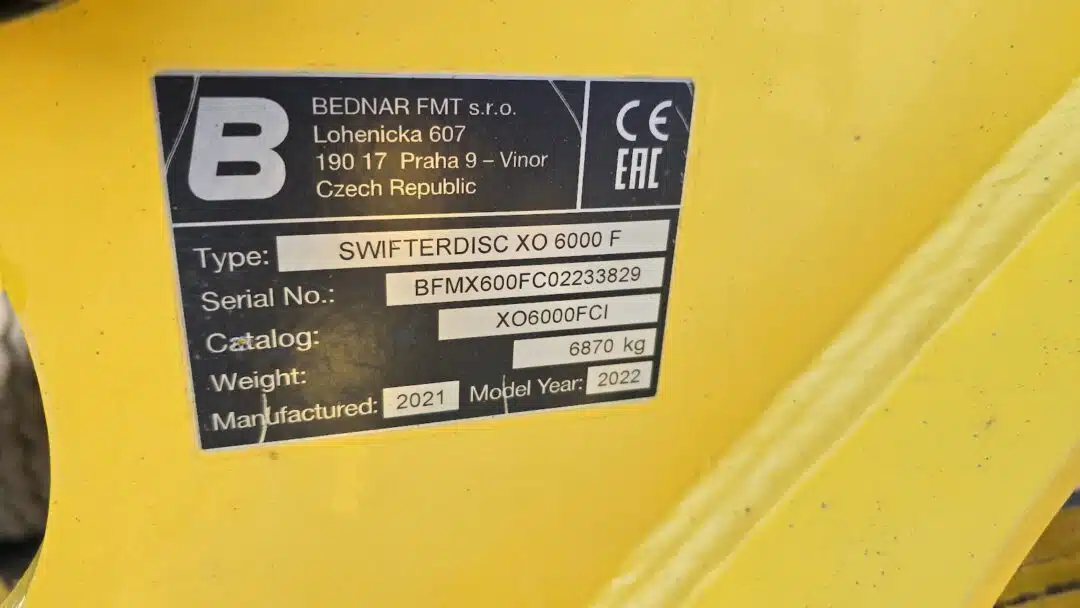 B
BEDNAR FMT s.r.o.
Lohenicka 607
190 17 Praha 9 – Vinor
Czech Republic
CE
EAC
Type: SWIFTERDISC XO 6000 F
Serial No.: BFMX600FC02233829
Catalog: XO6000FCI
Weight: 6870 kg
Manufactured: 2021 Model Year: 2022